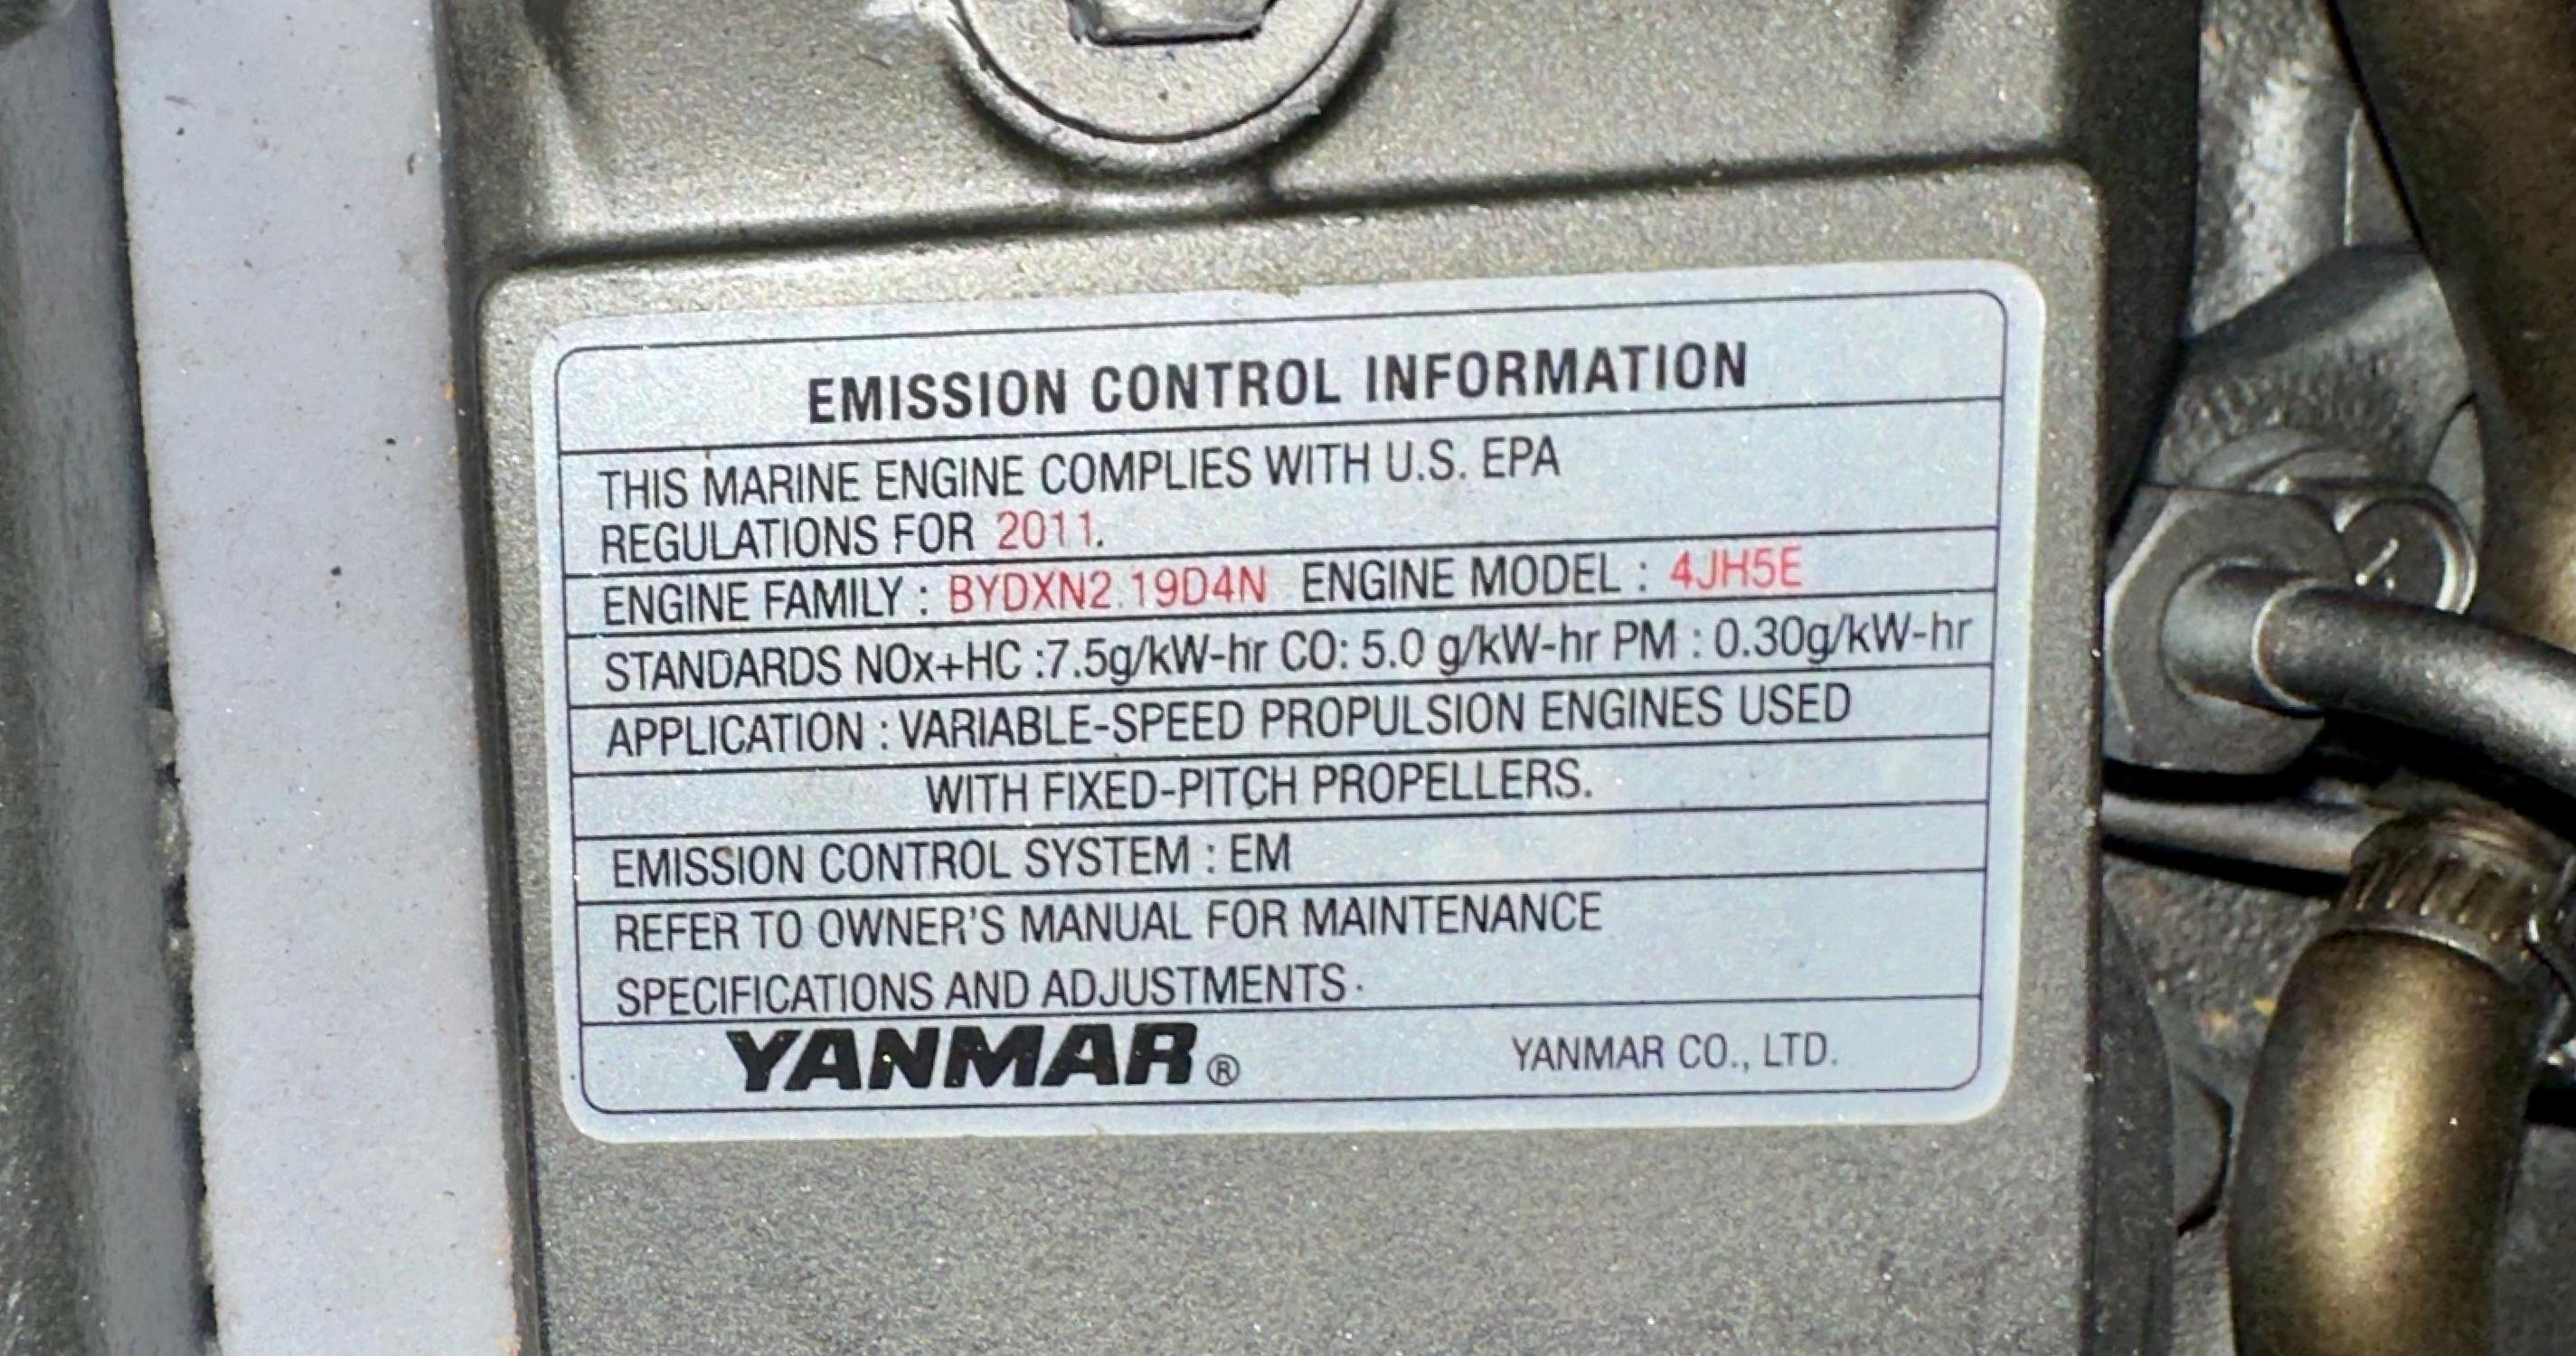 EMISSION CONTROL INFORMATION
THIS MARINE ENGINE COMPLIES WITH U.S. EPA
REGULATIONS FOR 2011.
ENGINE FAMILY : BYDXN2.19D4N ENGINE MODEL : 4JH5E
STANDARDS NOx+HC :7.5g/kW-hr CO: 5.0 g/kW-hr PM : 0.30g/kW-hr
APPLICATION : VARIABLE-SPEED PROPULSION ENGINES USED
WITH FIXED-PITCH PROPELLERS.
EMISSION CONTROL SYSTEM : EM
REFER TO OWNER'S MANUAL FOR MAINTENANCE
SPECIFICATIONS AND ADJUSTMENTS.
YANMAR® YANMAR CO., LTD.